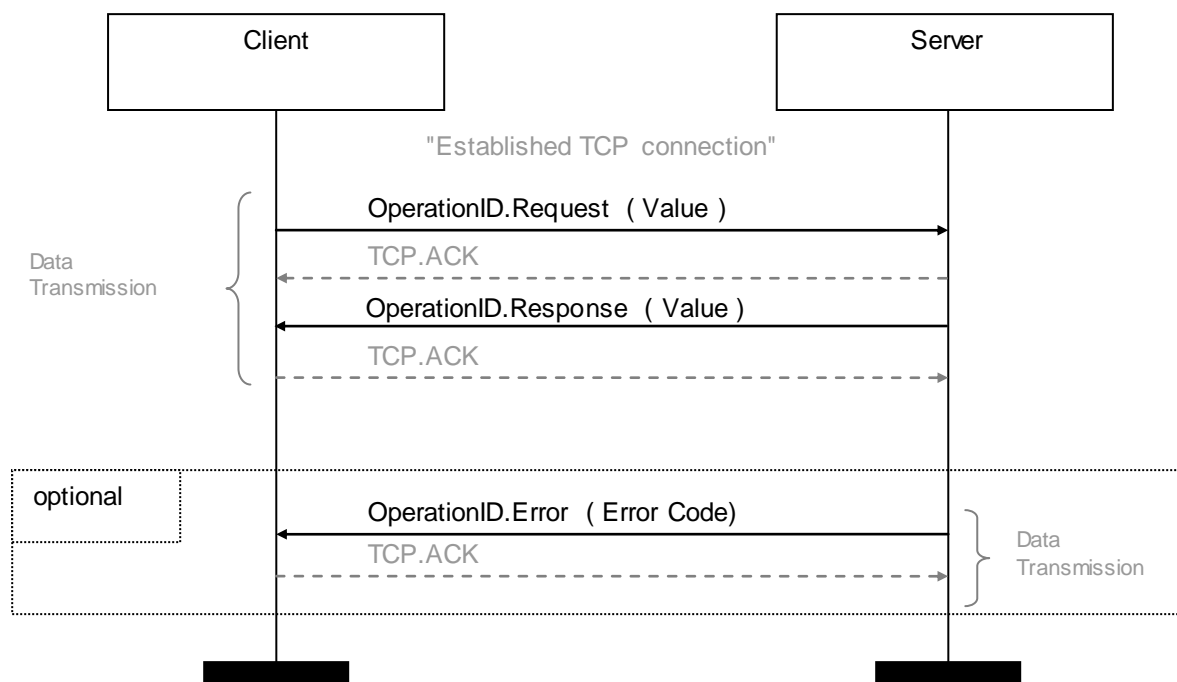 Client
Server
"Established TCP connection"
OperationID.Request ( Value )
TCP.ACK
Data
Transmission
OperationID.Response ( Value )
TCP.ACK
optional
OperationID.Error ( Error Code)
TCP.ACK
Data
Transmission